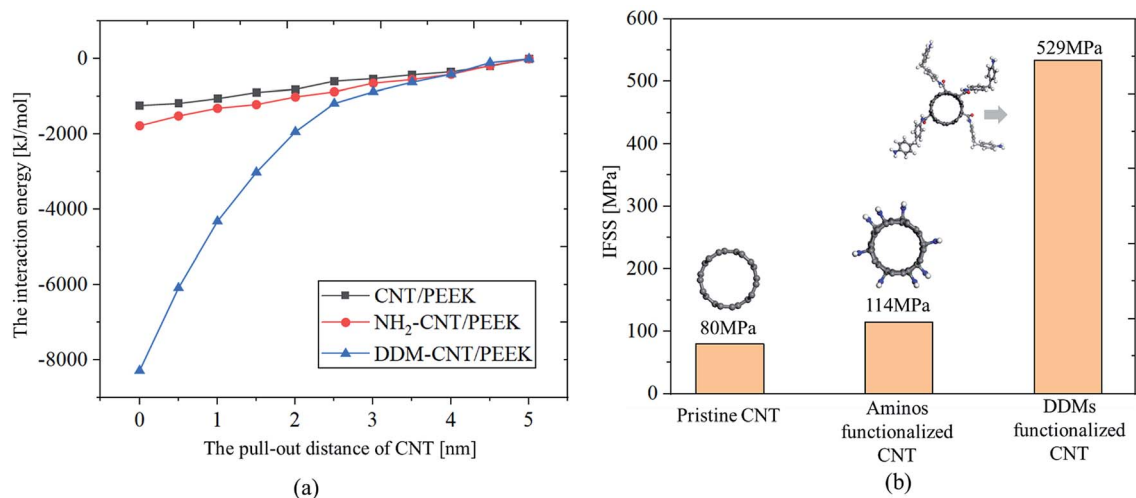 The interaction energy [kJ/mol]
0
-2000
-4000
-6000
-8000
CNT/PEEK
NH₂-CNT/PEEK
DDM-CNT/PEEK
0 1 2 3 4 5
The pull-out distance of CNT [nm]
(a)
IFSS [MPa]
600
500
400
300
200
100
0
80MPa
114MPa
529MPa
Pristine CNT
Aminos
functionalized
CNT
DDMs
functionalized
CNT
(b)